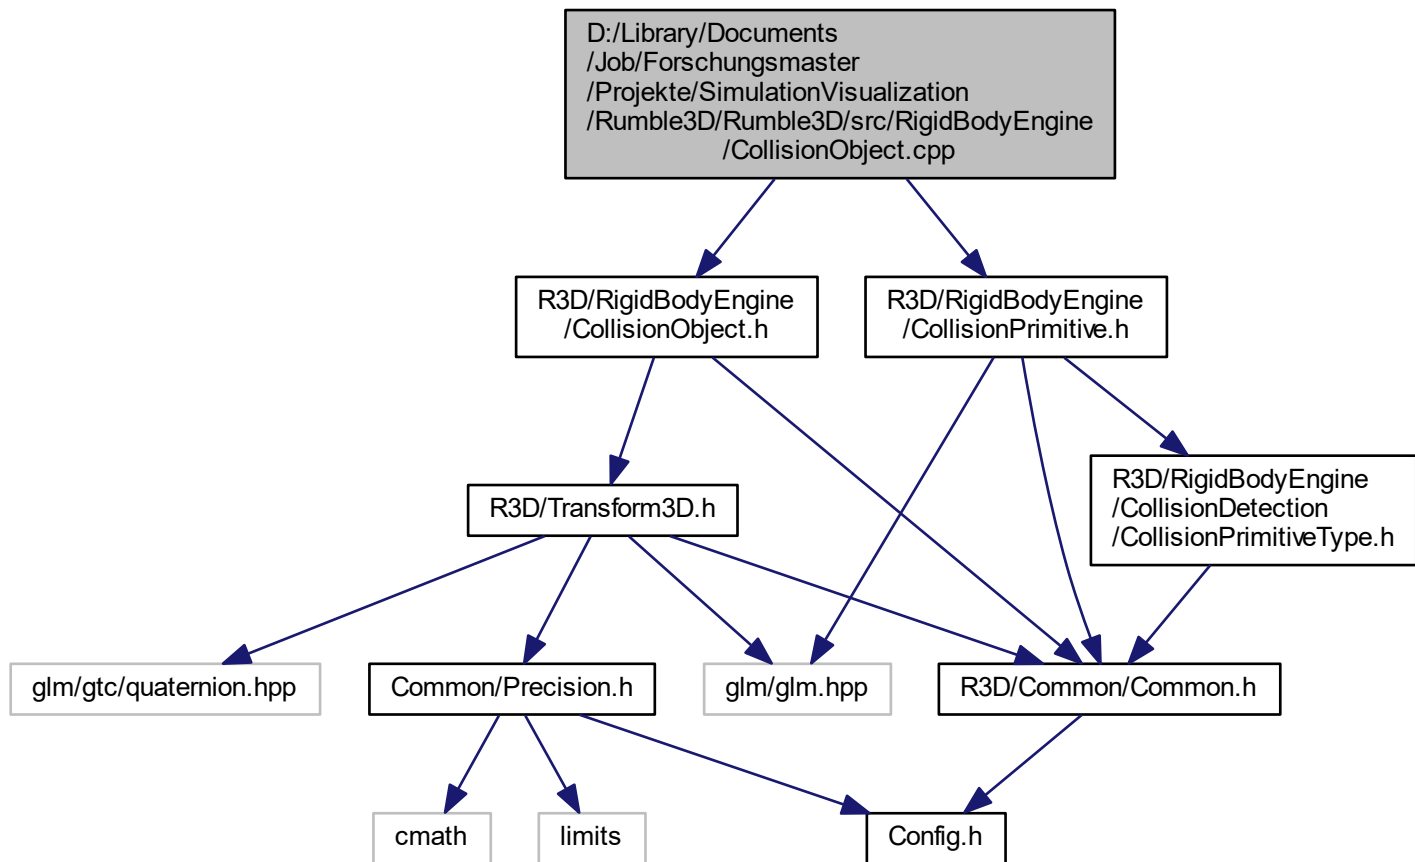 D:/Library/Documents
/Job/Forschungsmaster
/Projekte/SimulationVisualization
/Rumble3D/Rumble3D/src/RigidBodyEngine
/CollisionObject.cpp
R3D/RigidBodyEngine
/CollisionObject.h
R3D/RigidBodyEngine
/CollisionPrimitive.h
R3D/RigidBodyEngine
/CollisionDetection
/CollisionPrimitiveType.h
R3D/Transform3D.h
glm/gtc/quaternion.hpp
Common/Precision.h
glm/glm.hpp
R3D/Common/Common.h
cmath
limits
Config.h